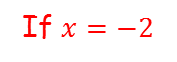 If x = −2